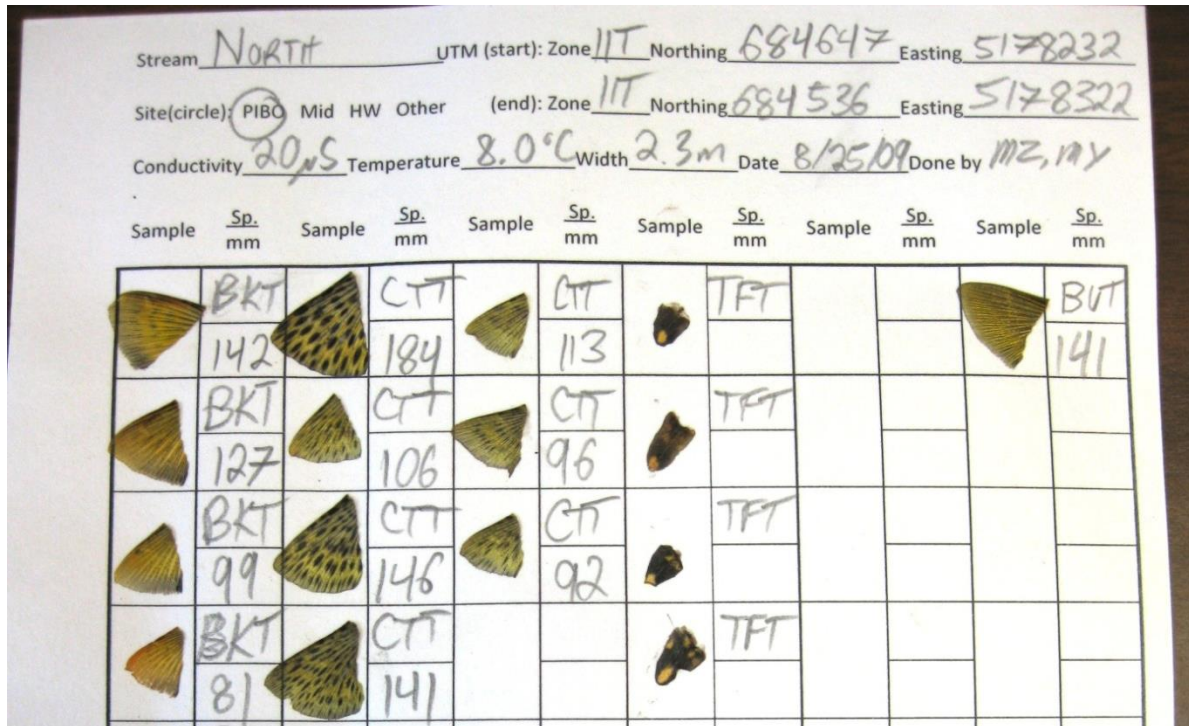 Stream NORTH UTM (start): Zone 11T Northing 684647 Easting 5178232
Site(circle): PIBO Mid HW Other (end): Zone 11T Northing 684536 Easting 5178322
Conductivity 20µS Temperature 8.0°C Width 2.3m Date 8/25/09 Done by MZ, MY
Sample Sp. mm Sample Sp. mm Sample Sp. mm Sample Sp. mm Sample Sp. mm Sample Sp. mm
BKT CTT CTT TFT BUT
142 184 113 141
BKT CTT CTT TFT
127 106 96
BKT CTT CTT TFT
99 146 92
BKT CTT TFT
81 141